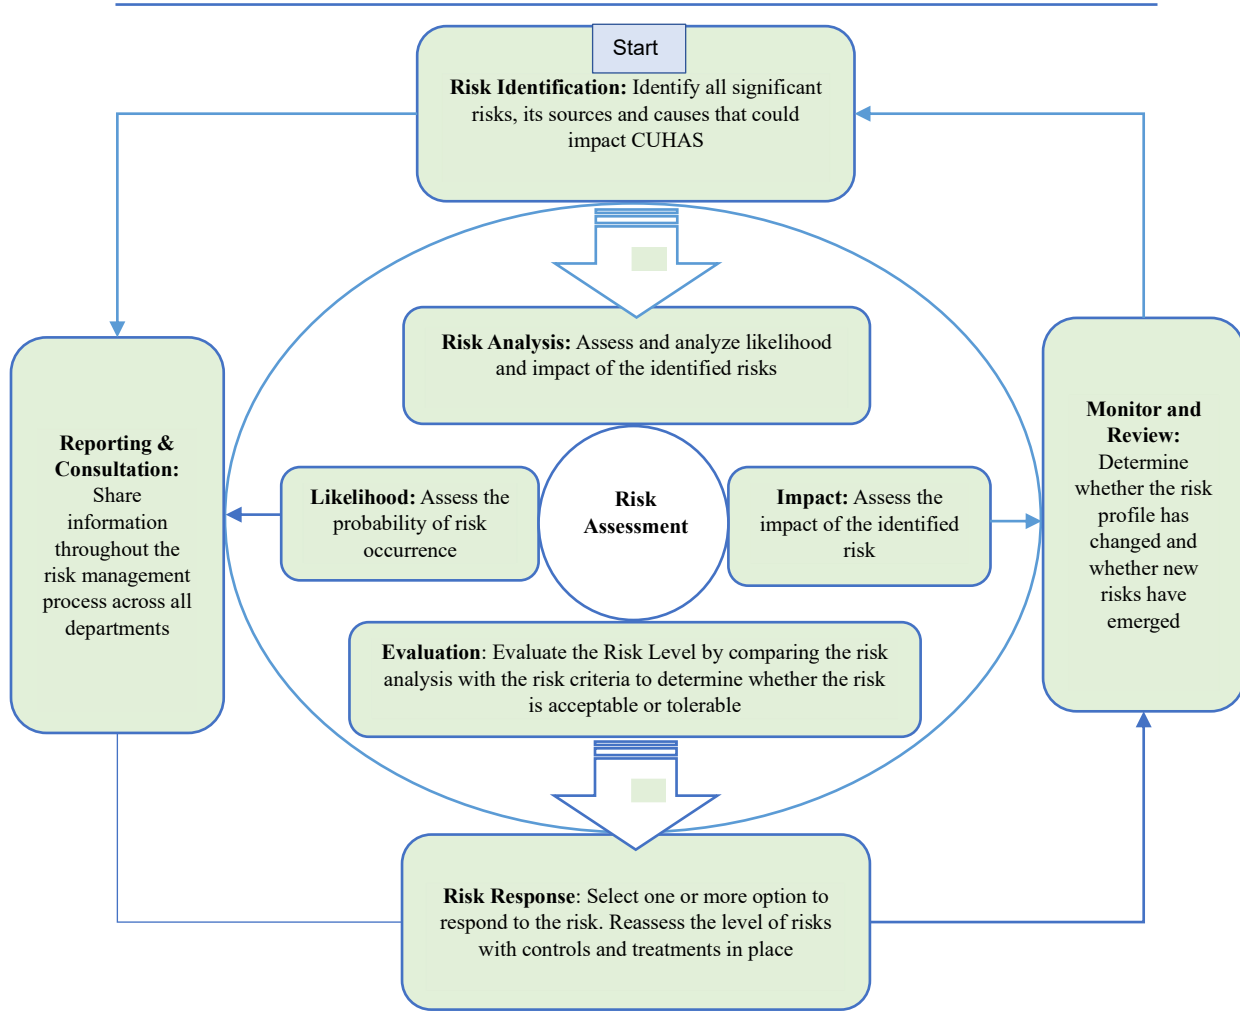 Start
Risk Identification: Identify all significant
risks, its sources and causes that could
impact CUHAS
Risk Analysis: Assess and analyze likelihood
and impact of the identified risks
Reporting &
Consultation:
Share
information
throughout the
risk management
process across all
departments
Likelihood: Assess the
probability of risk
occurrence
Risk
Assessment
Impact: Assess the
impact of the identified
risk
Monitor and
Review:
Determine
whether the risk
profile has
changed and
whether new
risks have
emerged
Evaluation: Evaluate the Risk Level by comparing the risk
analysis with the risk criteria to determine whether the risk
is acceptable or tolerable
Risk Response: Select one or more option to
respond to the risk. Reassess the level of risks
with controls and treatments in place